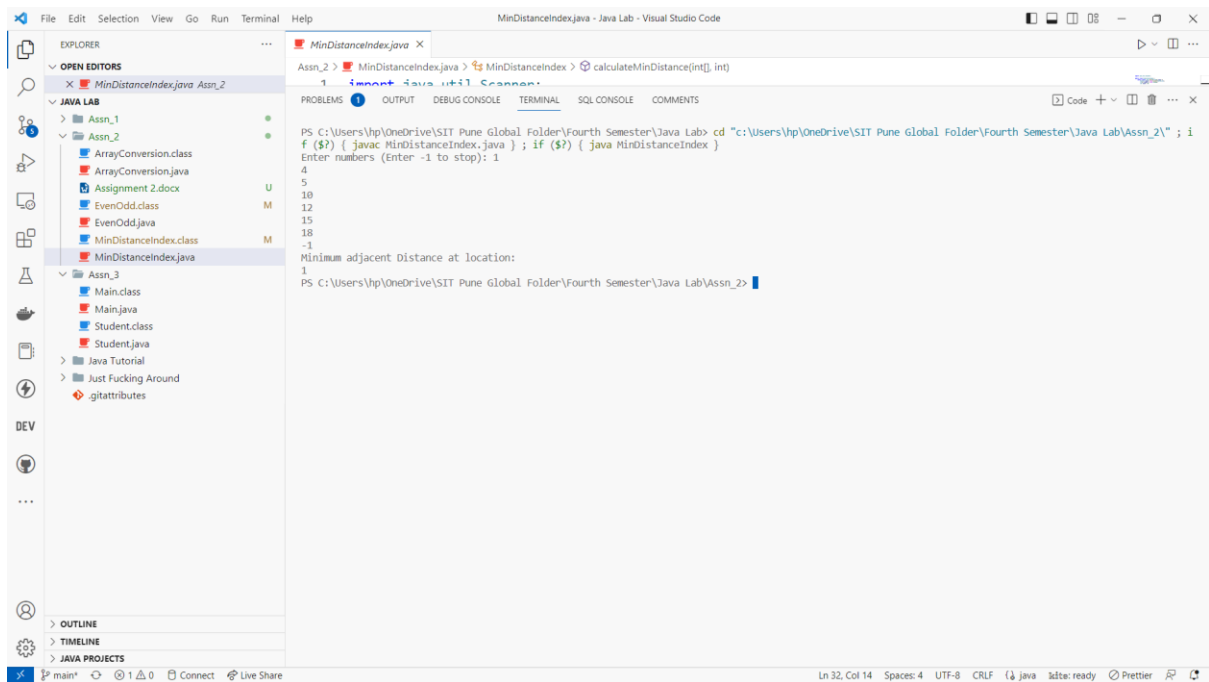 File Edit Selection View Go Run Terminal Help
MinDistanceIndex.java - Java Lab - Visual Studio Code
EXPLORER
OPEN EDITORS
MinDistanceIndex.java Assn_2
JAVA LAB
Assn_1
Assn_2
ArrayConversion.class
ArrayConversion.java
Assignment 2.docx U
EvenOdd.class M
EvenOdd.java
MinDistanceIndex.class M
MinDistanceIndex.java
Assn_3
Main.class
Main.java
Student.class
Student.java
Java Tutorial
Just Fucking Around
.gitattributes
DEV
OUTLINE
TIMELINE
JAVA PROJECTS
MinDistanceIndex.java
Assn_2 > MinDistanceIndex.java > MinDistanceIndex > calculateMinDistance(int[], int)
1 import java.util.Scanner;
PROBLEMS 1 OUTPUT DEBUG CONSOLE TERMINAL SQL CONSOLE COMMENTS
Code
PS C:\Users\hp\OneDrive\SIT Pune Global Folder\Fourth Semester\Java Lab> cd "c:\Users\hp\OneDrive\SIT Pune Global Folder\Fourth Semester\Java Lab\Assn_2\" ; i
f ($?) { javac MinDistanceIndex.java } ; if ($?) { java MinDistanceIndex }
Enter numbers (Enter -1 to stop): 1
4
5
10
12
15
18
-1
Minimum adjacent Distance at location:
1
PS C:\Users\hp\OneDrive\SIT Pune Global Folder\Fourth Semester\Java Lab\Assn_2>
main* 1 0 Connect Live Share
Ln 32, Col 14 Spaces: 4 UTF-8 CRLF java ready Prettier